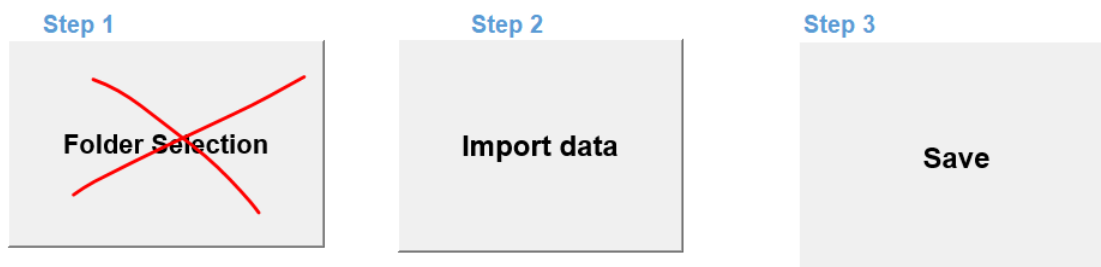 Step 1
Step 2
Step 3
Folder Selection
Import data
Save